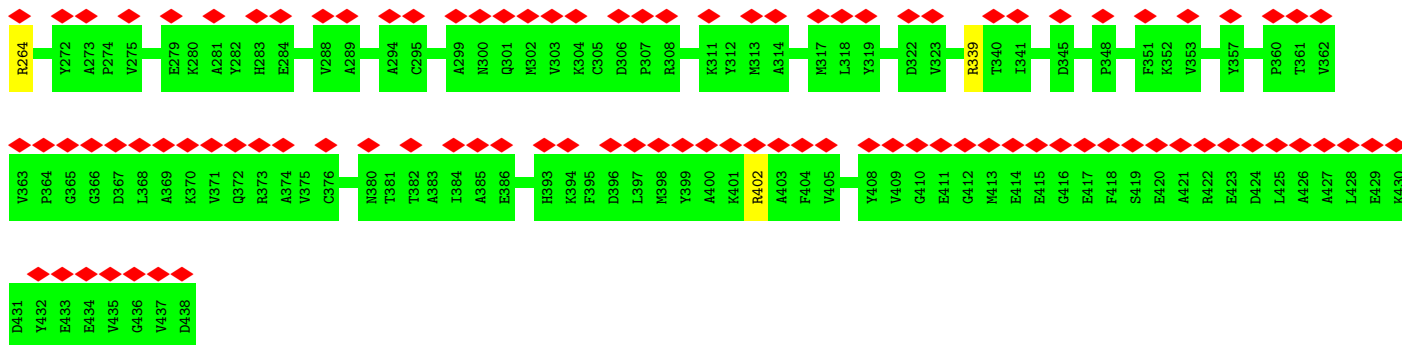 R264 Y272 A273 P274 V275 E279 K280 A281 Y282 H283 E284 V288 A289 A294 C295 A299 N300 Q301 M302 V303 K304 C305 D306 P307 R308 K311 Y312 M313 A314 M317 L318 Y319 D322 V323 R339 T340 I341 D345 P348 F351 K352 V353 Y357 P360 T361 V362
V363 P364 G365 G366 D367 L368 A369 K370 V371 Q372 R373 A374 V375 C376 N380 T381 T382 A383 I384 A385 E386 H393 K394 F395 D396 L397 M398 Y399 A400 K401 R402 A403 F404 V405 Y408 V409 G410 E411 G412 M413 E414 E415 G416 E417 F418 S419 E420 A421 R422 E423 D424 L425 A426 A427 L428 E429 K430
D431 Y432 E433 E434 V435 G436 V437 D438